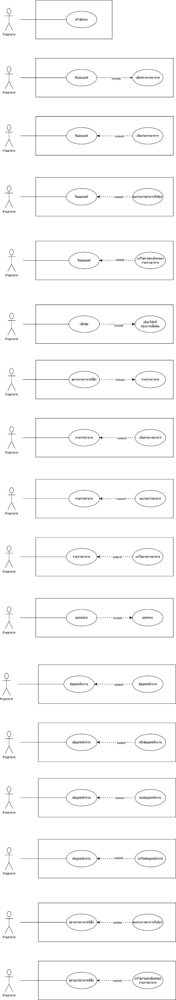 เข้าสู่ระบบ
ร้านอาหาร
รับออเดอร์
include
เลือกรายการอาหาร
ร้านอาหาร
รับออเดอร์
extend
เพิ่มรายการอาหาร
ร้านอาหาร
รับออเดอร์
extend
ลบรายการอาหารที่เลือก
ร้านอาหาร
รับออเดอร์
extend
แก้ไขรายละเอียดของ
รายการอาหาร
ร้านอาหาร
เช็คบิล
include
เลือกโต๊ะที่
ต้องการเช็คบิล
ร้านอาหาร
ดูรายการอาหารที่สั่ง
include
รายการอาหาร
ร้านอาหาร
รายการอาหาร
extend
เพิ่มรายการอาหาร
ร้านอาหาร
รายการอาหาร
extend
ลบรายการอาหาร
ร้านอาหาร
รายการอาหาร
extend
แก้ไขรายการอาหาร
ร้านอาหาร
ดูยอดขาย
include
ยอดขาย
ร้านอาหาร
ข้อมูลพนักงาน
extend
ข้อมูลพนักงาน
ร้านอาหาร
ข้อมูลพนักงาน
extend
เพิ่มข้อมูลพนักงาน
ร้านอาหาร
ข้อมูลพนักงาน
extend
ลบข้อมูลพนักงาน
ร้านอาหาร
ข้อมูลพนักงาน
extend
แก้ไขข้อมูลพนักงาน
ร้านอาหาร
ดูรายการอาหารที่สั่ง
extend
ลบรายการอาหารที่เลือก
ร้านอาหาร
ดูรายการอาหารที่สั่ง
extend
แก้ไขรายละเอียดของ
รายการอาหาร
ร้านอาหาร